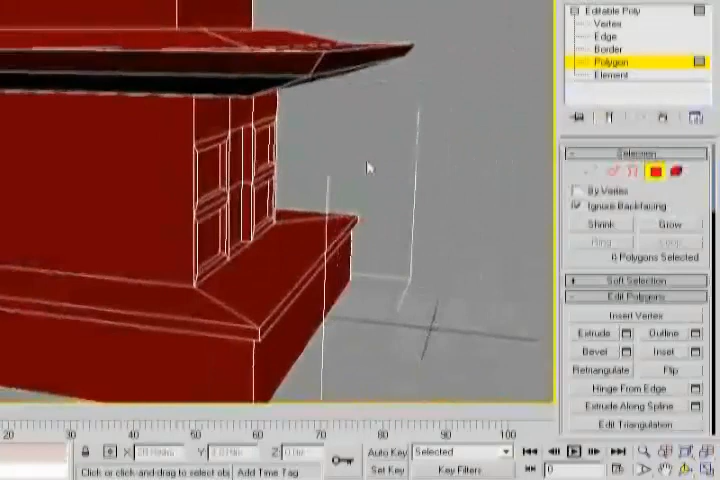 Editable Poly
Vertex
Edge
Border
Polygon
Element
Selection
By Vertex
Ignore Backfacing
Shrink Grow
Ring Loop
0 Polygons Selected
Soft Selection
Edit Polygons
Insert Vertex
Extrude Outline
Bevel Inset
Retriangulate Flip
Hinge From Edge
Extrude Along Spline
Edit Triangulation
20 30 40 50 60 70 80 90 100
X: Y: Z:
Auto Key Selected
Set Key Key Filters
0
Click or click-and-drag to select obj Add Time Tag